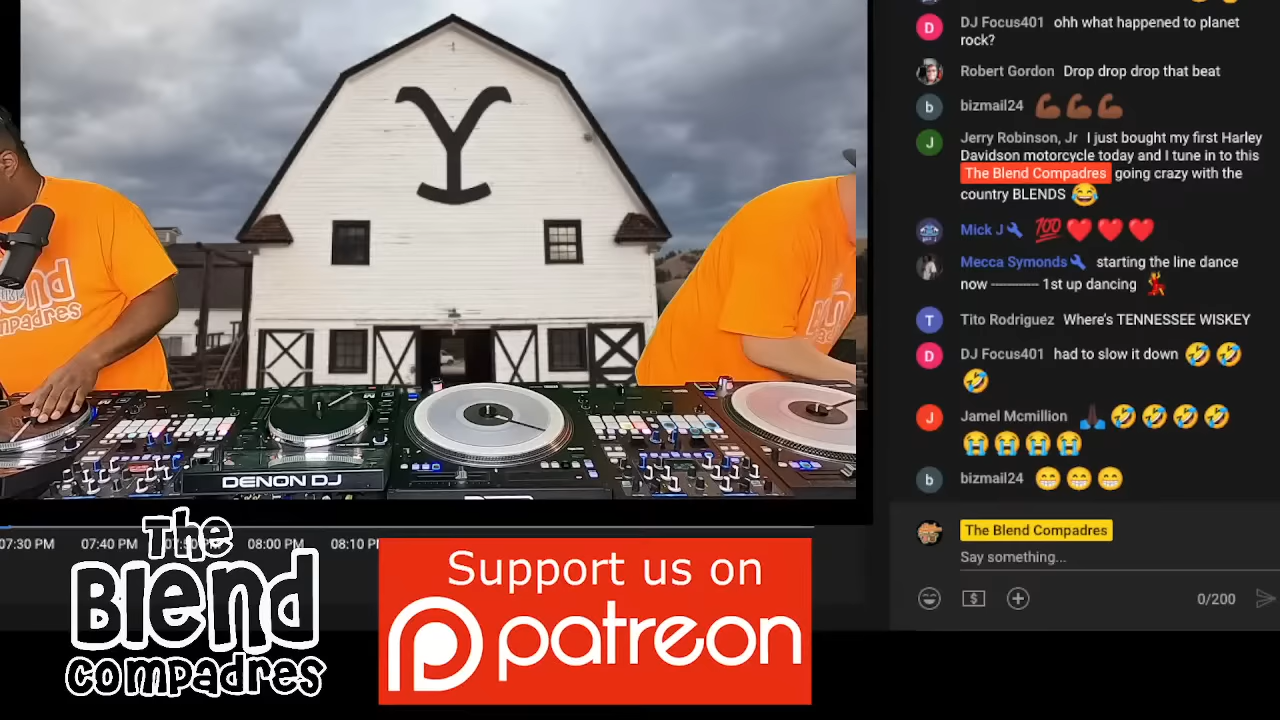 DJ Focus401 ohh what happened to planet
rock?
Robert Gordon Drop drop drop that beat
bizmail24
Jerry Robinson, Jr I just bought my first Harley
Davidson motorcycle today and I tune in to this
The Blend Compadres going crazy with the
country BLENDS
Mick J
Mecca Symonds starting the line dance
now ---------- 1st up dancing
Tito Rodriguez Where's TENNESSEE WISKEY
DJ Focus401 had to slow it down
Jamel Mcmillion
bizmail24
The Blend Compadres
Say something...
0/200
Y
DENON DJ
07:30 PM 07:40 PM 07:50 PM 08:00 PM 08:10 P
The
Blend
compadres
Support us on
patreon